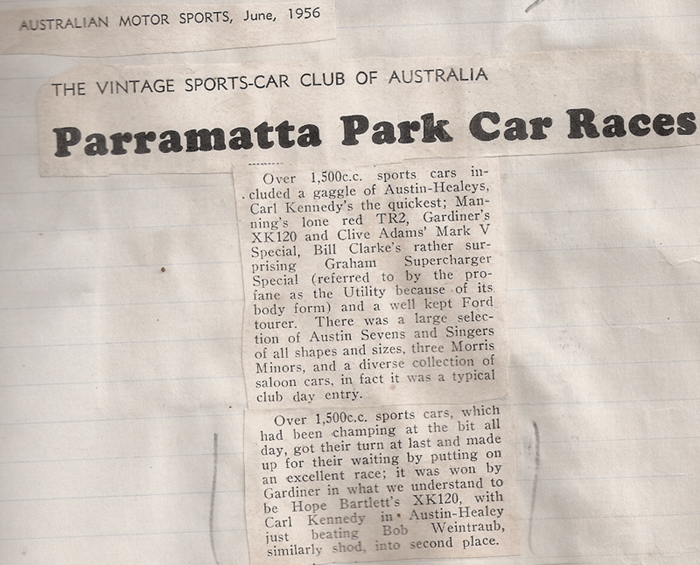 AUSTRALIAN MOTOR SPORTS, June, 1956
THE VINTAGE SPORTS-CAR CLUB OF AUSTRALIA
Parramatta Park Car Races
Over 1,500c.c. sports cars in-
cluded a gaggle of Austin-Healeys,
Carl Kennedy's the quickest; Man-
ning's lone red TR2, Gardiner's
XK120 and Clive Adams' Mark V
Special, Bill Clarke's rather sur-
prising Graham Supercharger
Special (referred to by the pro-
fane as the Utility because of its
body form) and a well kept Ford
tourer. There was a large selec-
tion of Austin Sevens and Singers
of all shapes and sizes, three Morris
Minors, and a diverse collection of
saloon cars, in fact it was a typical
club day entry.
Over 1,500c.c. sports cars, which
had been champing at the bit all
day, got their turn at last and made
up for their waiting by putting on
an excellent race; it was won by
Gardiner in what we understand to
be Hope Bartlett's XK120, with
Carl Kennedy in Austin-Healey
just beating Bob Weintraub,
similarly shod, into second place.